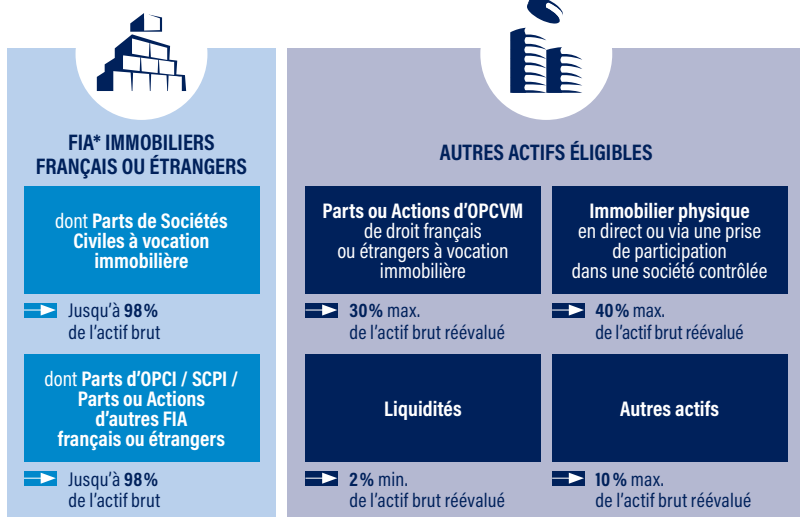 FIA* IMMOBILIERS
FRANÇAIS OU ÉTRANGERS
dont Parts de Sociétés
Civiles à vocation
immobilière
Jusqu'à 98%
de l'actif brut
dont Parts d'OPCI / SCPI /
Parts ou Actions
d'autres FIA
français ou étrangers
Jusqu'à 98%
de l'actif brut
AUTRES ACTIFS ÉLIGIBLES
Parts ou Actions d'OPCVM
de droit français
ou étrangers à vocation
immobilière
30% max.
de l'actif brut réévalué
Immobilier physique
en direct ou via une prise
de participation
dans une société contrôlée
40% max.
de l'actif brut réévalué
Liquidités
2% min.
de l'actif brut réévalué
Autres actifs
10% max.
de l'actif brut réévalué